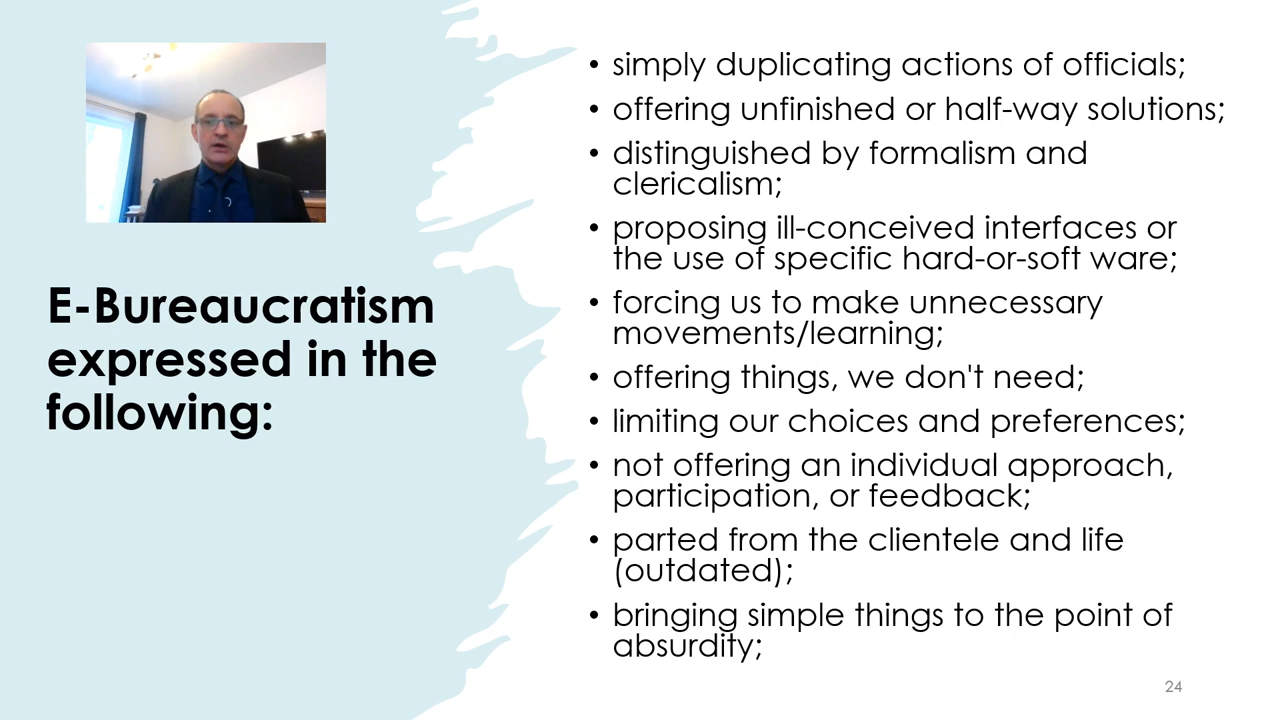 E-Bureaucratism
expressed in the
following:
• simply duplicating actions of officials;
• offering unfinished or half-way solutions;
• distinguished by formalism and
clericalism;
• proposing ill-conceived interfaces or
the use of specific hard-or-soft ware;
• forcing us to make unnecessary
movements/learning;
• offering things, we don't need;
• limiting our choices and preferences;
• not offering an individual approach,
participation, or feedback;
• parted from the clientele and life
(outdated);
• bringing simple things to the point of
absurdity;
24